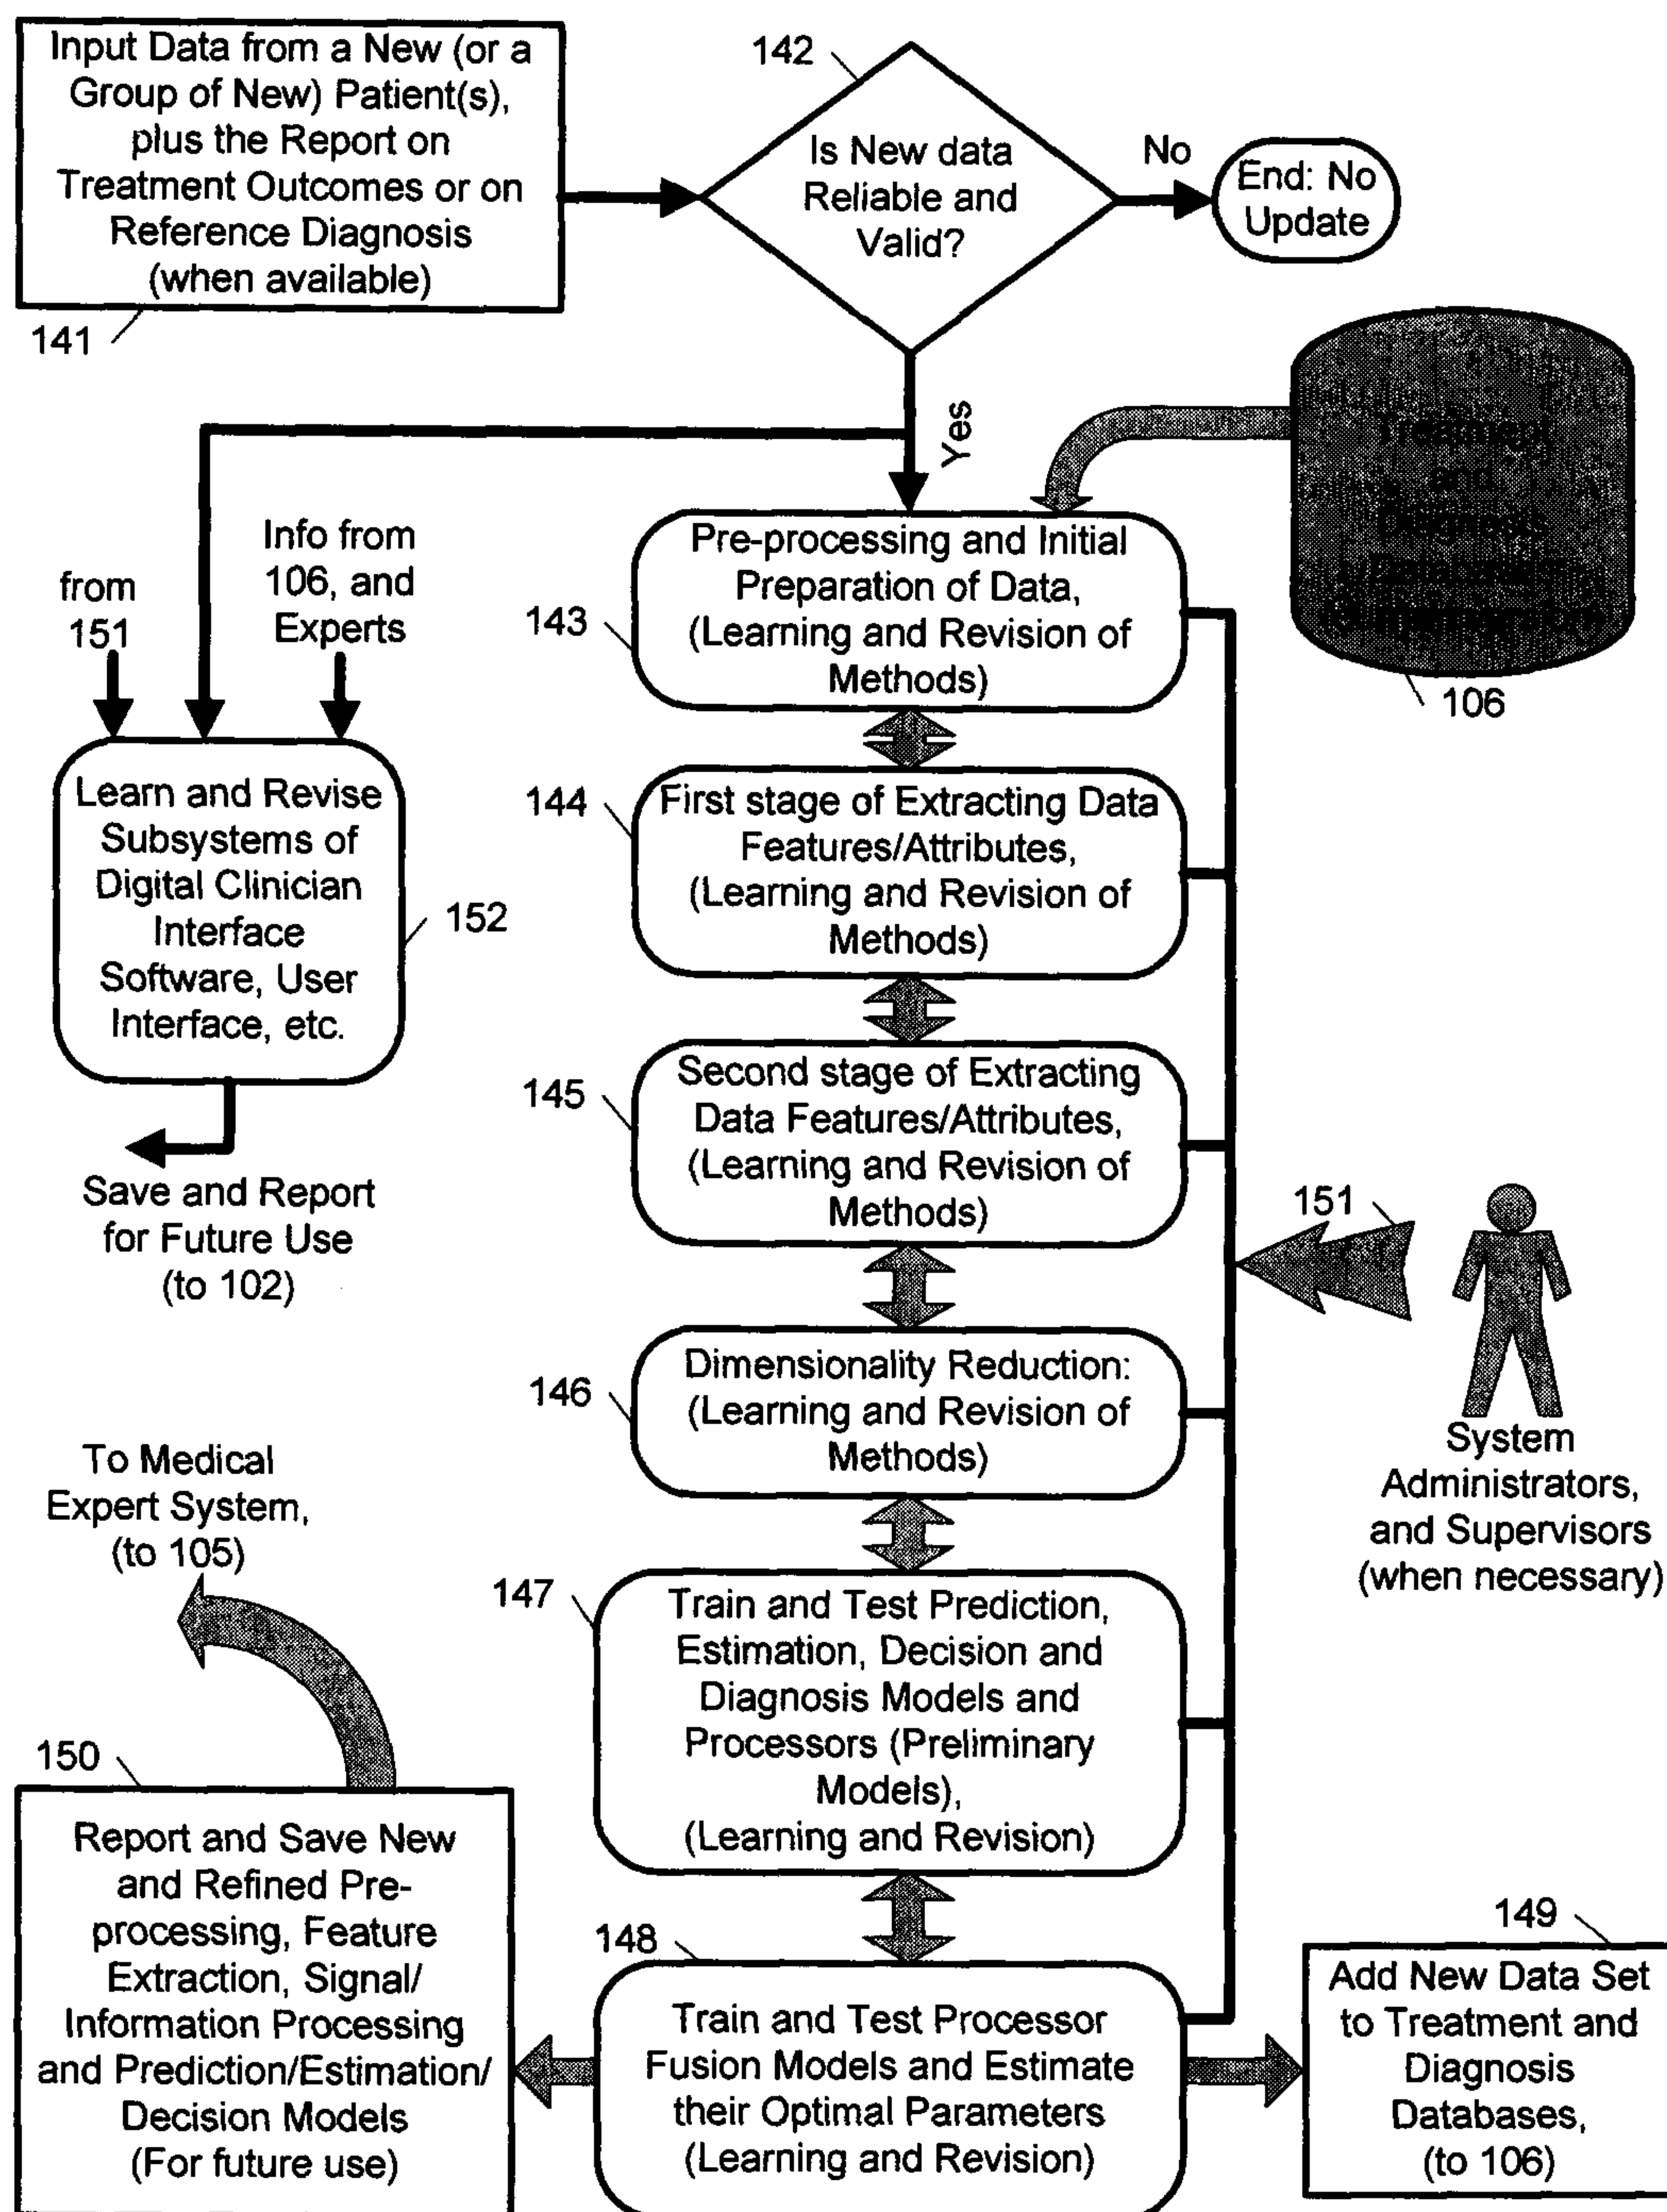 Input Data from a New (or a
Group of New) Patient(s),
plus the Report on
Treatment Outcomes or on
Reference Diagnosis
(when available)
141
142
Is New data
Reliable and
Valid?
No
End: No
Update
Yes
Treatment
and
Diagnosis
106
from
151
Info from
106, and
Experts
Pre-processing and Initial
Preparation of Data,
(Learning and Revision of
Methods)
143
Learn and Revise
Subsystems of
Digital Clinician
Interface
Software, User
Interface, etc.
152
Save and Report
for Future Use
(to 102)
144
First stage of Extracting Data
Features/Attributes,
(Learning and Revision of
Methods)
145
Second stage of Extracting
Data Features/Attributes,
(Learning and Revision of
Methods)
151
System
Administrators,
and Supervisors
(when necessary)
146
Dimensionality Reduction:
(Learning and Revision of
Methods)
To Medical
Expert System,
(to 105)
147
Train and Test Prediction,
Estimation, Decision and
Diagnosis Models and
Processors (Preliminary
Models),
(Learning and Revision)
150
Report and Save New
and Refined Pre-
processing, Feature
Extraction, Signal/
Information Processing
and Prediction/Estimation/
Decision Models
(For future use)
148
Train and Test Processor
Fusion Models and Estimate
their Optimal Parameters
(Learning and Revision)
149
Add New Data Set
to Treatment and
Diagnosis
Databases,
(to 106)